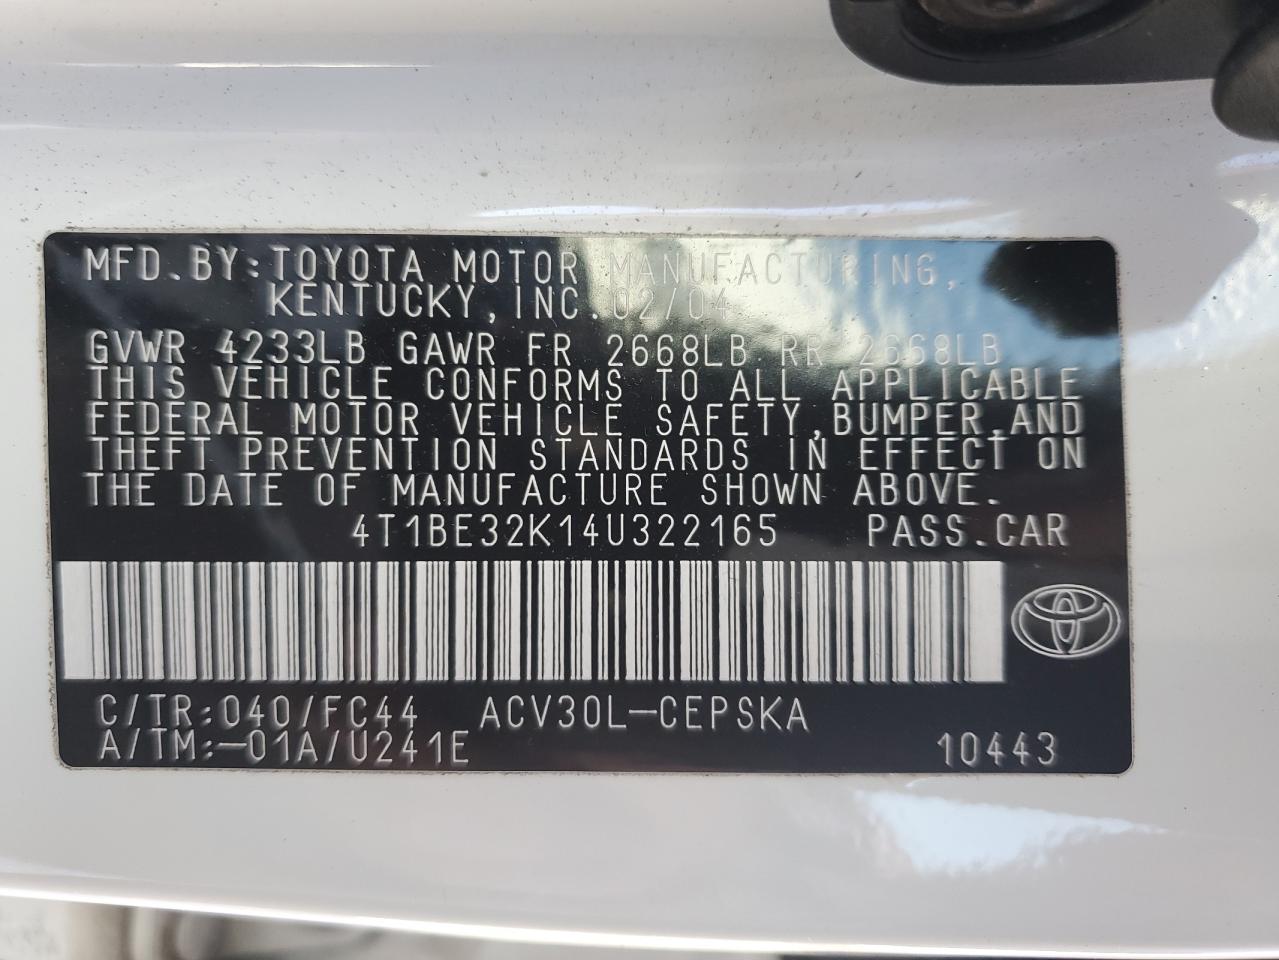 MFD.BY:TOYOTA MOTOR MANUFACTURING,
KENTUCKY,INC.02/04
GVWR 4233LB GAWR FR 2668LB RR 2668LB
THIS VEHICLE CONFORMS TO ALL APPLICABLE
FEDERAL MOTOR VEHICLE SAFETY,BUMPER,AND
THEFT PREVENTION STANDARDS IN EFFECT ON
THE DATE OF MANUFACTURE SHOWN ABOVE.
4T1BE32K14U322165 PASS.CAR
C/TR:040/FC44 ACV30L-CEPSKA
A/TM:-01A/U241E 10443